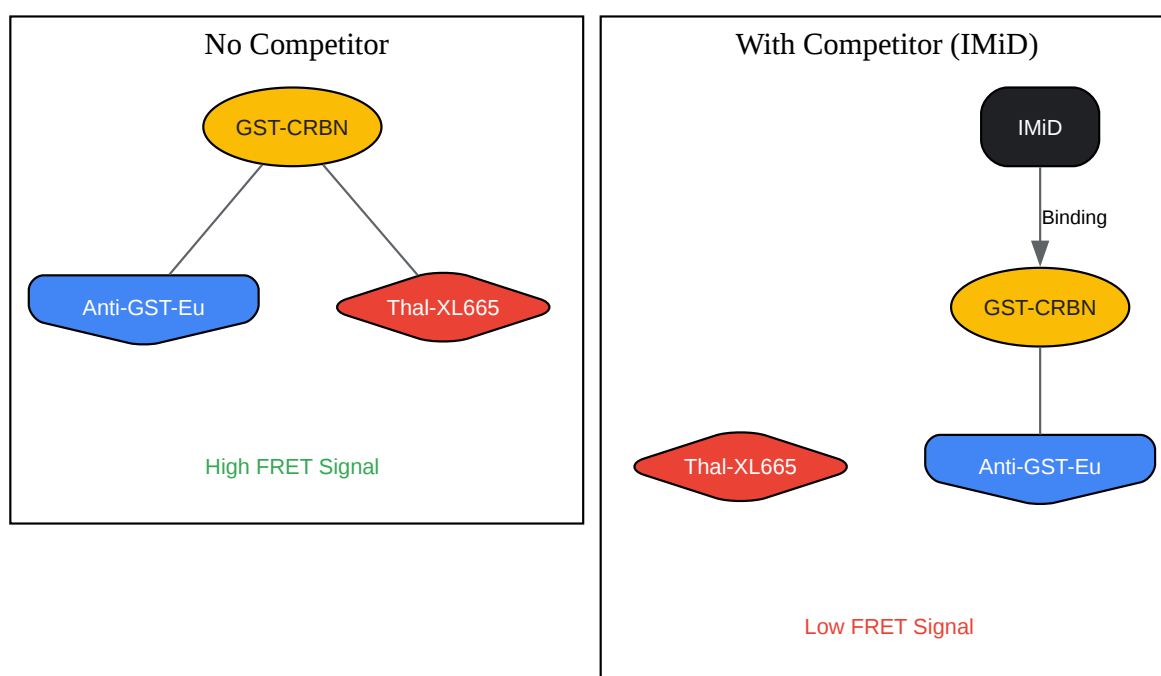 No Competitor
GST-CRBN
Anti-GST-Eu
Thal-XL665
High FRET Signal
With Competitor (IMiD)
IMiD
Binding
GST-CRBN
Thal-XL665
Anti-GST-Eu
Low FRET Signal